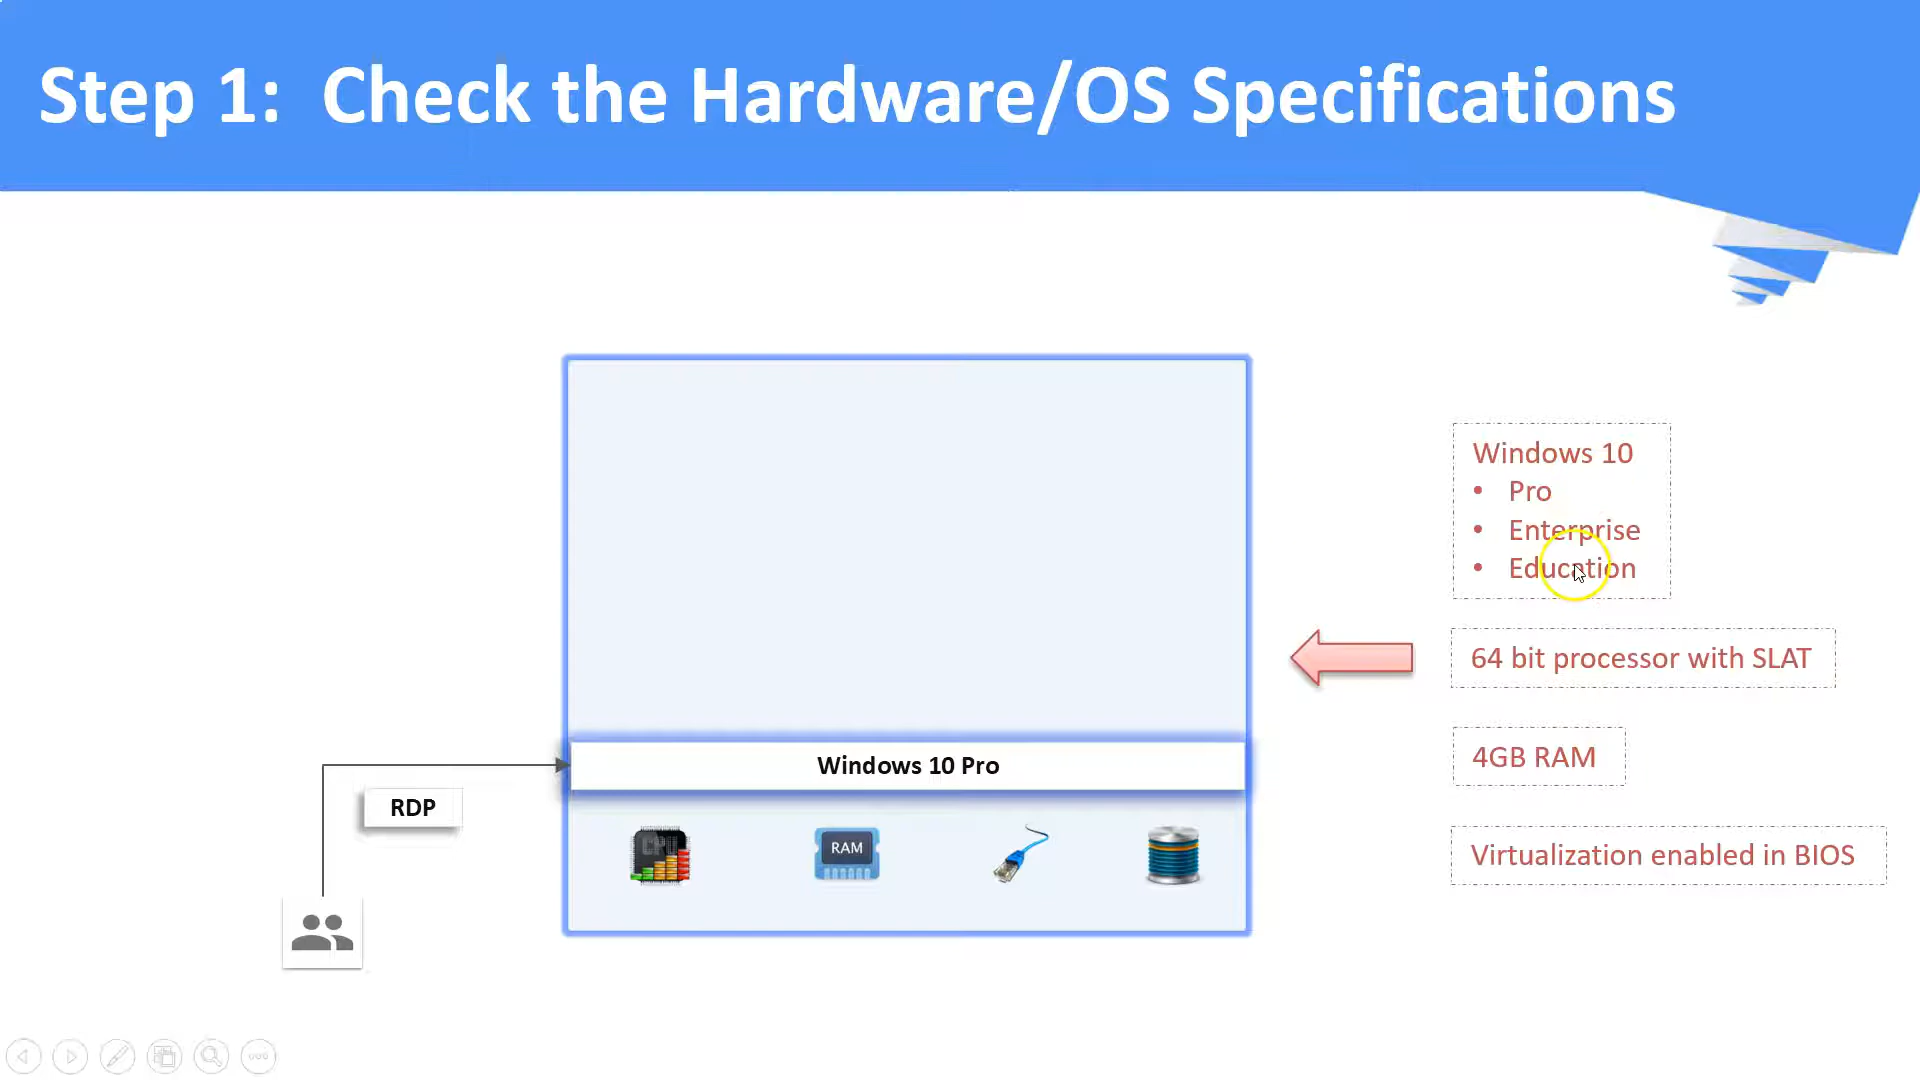 Step 1: Check the Hardware/OS Specifications
Windows 10
• Pro
• Enterprise
• Education
64 bit processor with SLAT
4GB RAM
Virtualization enabled in BIOS
Windows 10 Pro
RDP
CPU
RAM